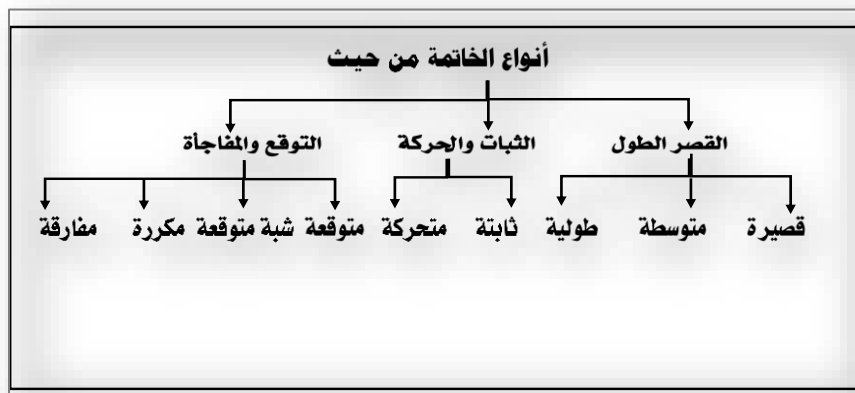 أنواع الخاتمة من حيث
القصر الطول الثبات والحركة التوقع والمفاجأة
قصيرة متوسطة طولية ثابتة متحركة متوقعة شبة متوقعة مكررة مفارقة